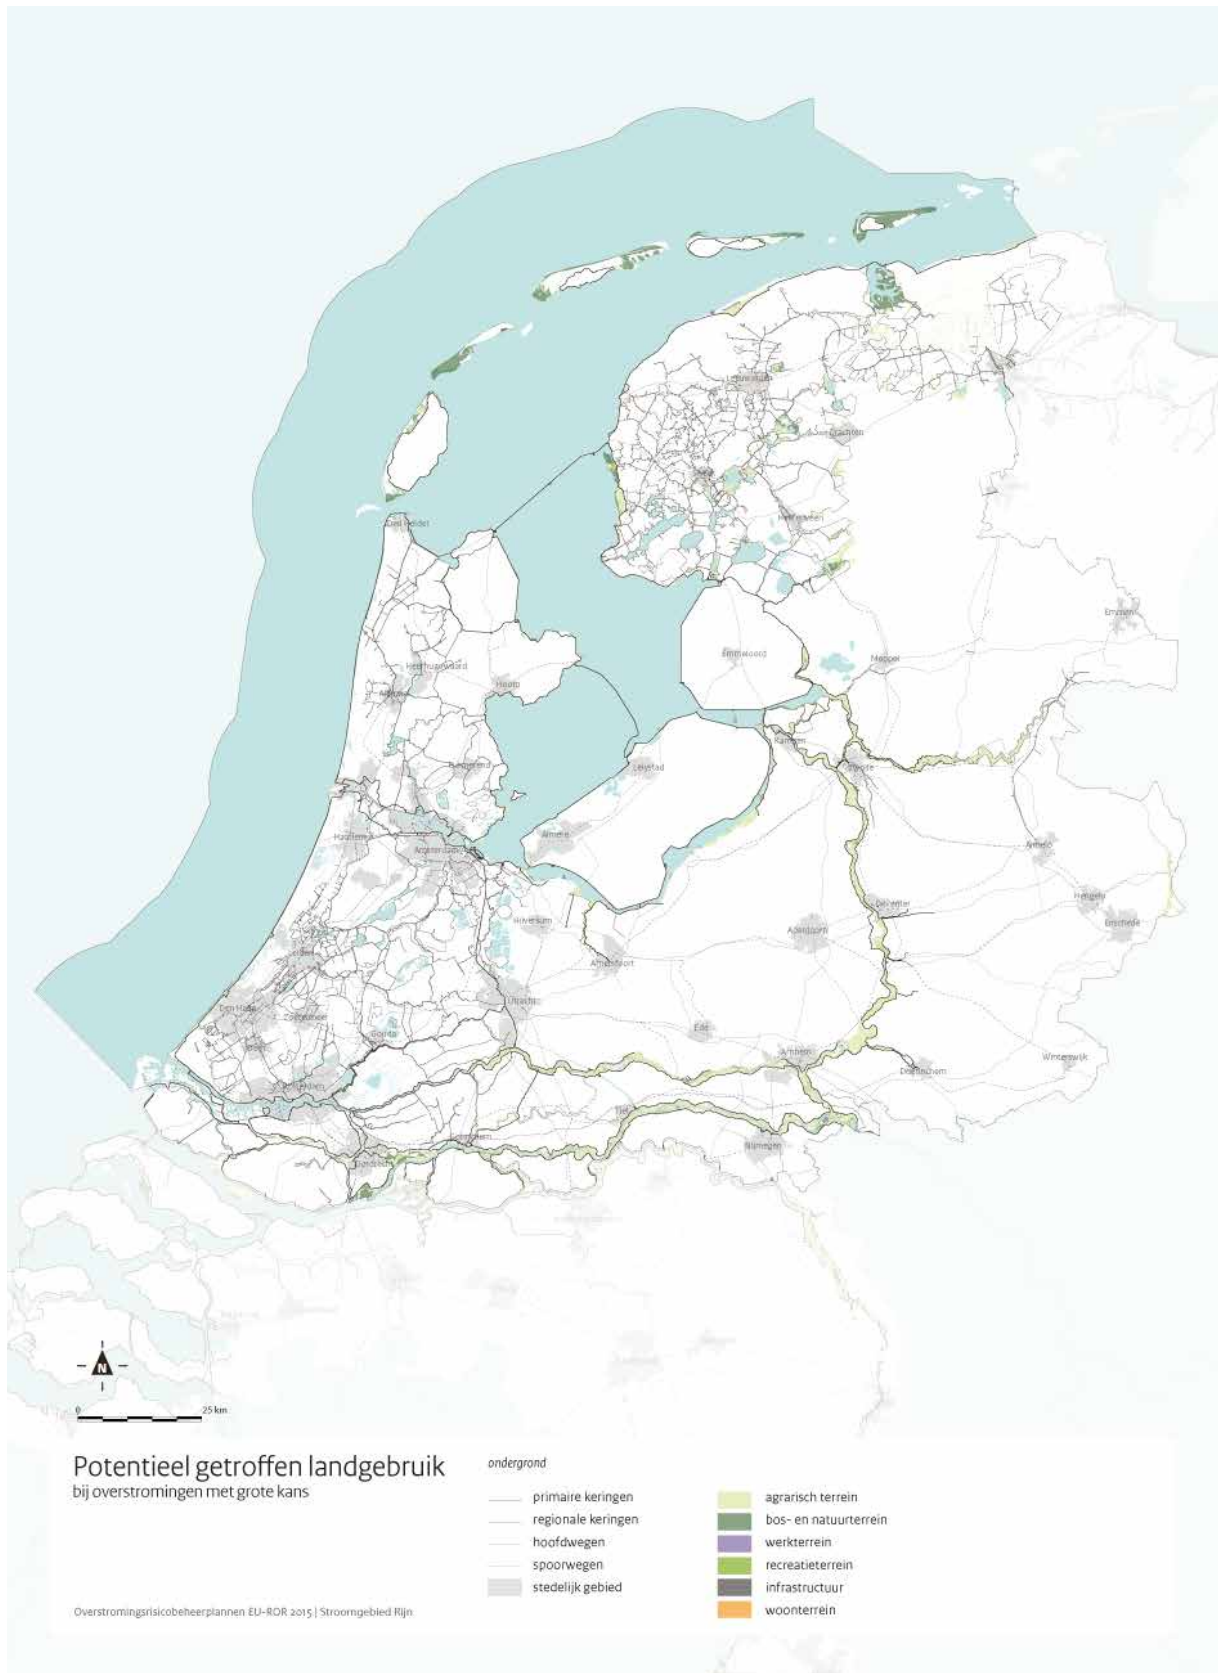 Leeuwarden
Drachten
Den Helder
Heerenveen
Emmen
Emmeloord
Meppel
Heerhugowaard
Hoorn
Alkmaar
Kampen
Zwolle
Purmerend
Lelystad
Haarlem
Almere
Amsterdam
Almelo
Hengelo
Deventer
Enschede
Hilversum
Apeldoorn
Leiden
Amersfoort
Den Haag
Utrecht
Zoetermeer
Gouda
Ede
Delft
Arnhem
Winterswijk
Doetinchem
Rotterdam
Tiel
Gorinchem
Nijmegen
Dordrecht
N
0 25 km
Potentieel getroffen landgebruik
bij overstromingen met grote kans
ondergrond
primaire keringen
regionale keringen
hoofdwegen
spoorwegen
stedelijk gebied
agrarisch terrein
bos- en natuurterrein
werkterrein
recreatieterrein
infrastructuur
woonterrein
Overstromingsrisicobeheerplannen EU-ROR 2015 | Stroomgebied Rijn